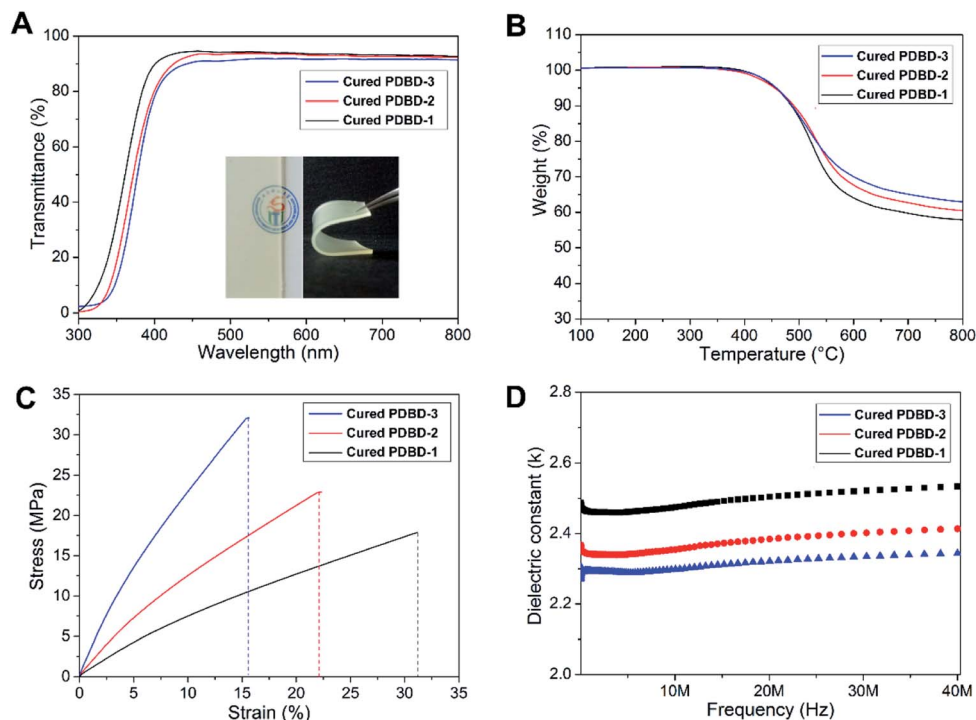 A
100
80
60
40
20
0
Transmittance (%)
Cured PDBD-3
Cured PDBD-2
Cured PDBD-1
300
400
500
600
700
800
Wavelength (nm)
B
110
100
90
80
70
60
50
40
30
Weight (%)
Cured PDBD-3
Cured PDBD-2
Cured PDBD-1
100
200
300
400
500
600
700
800
Temperature (°C)
C
35
30
25
20
15
10
5
0
Stress (MPa)
Cured PDBD-3
Cured PDBD-2
Cured PDBD-1
0
5
10
15
20
25
30
35
Strain (%)
D
2.8
2.6
2.4
2.2
2.0
Dielectric constant (k)
Cured PDBD-3
Cured PDBD-2
Cured PDBD-1
10M
20M
30M
40M
Frequency (Hz)